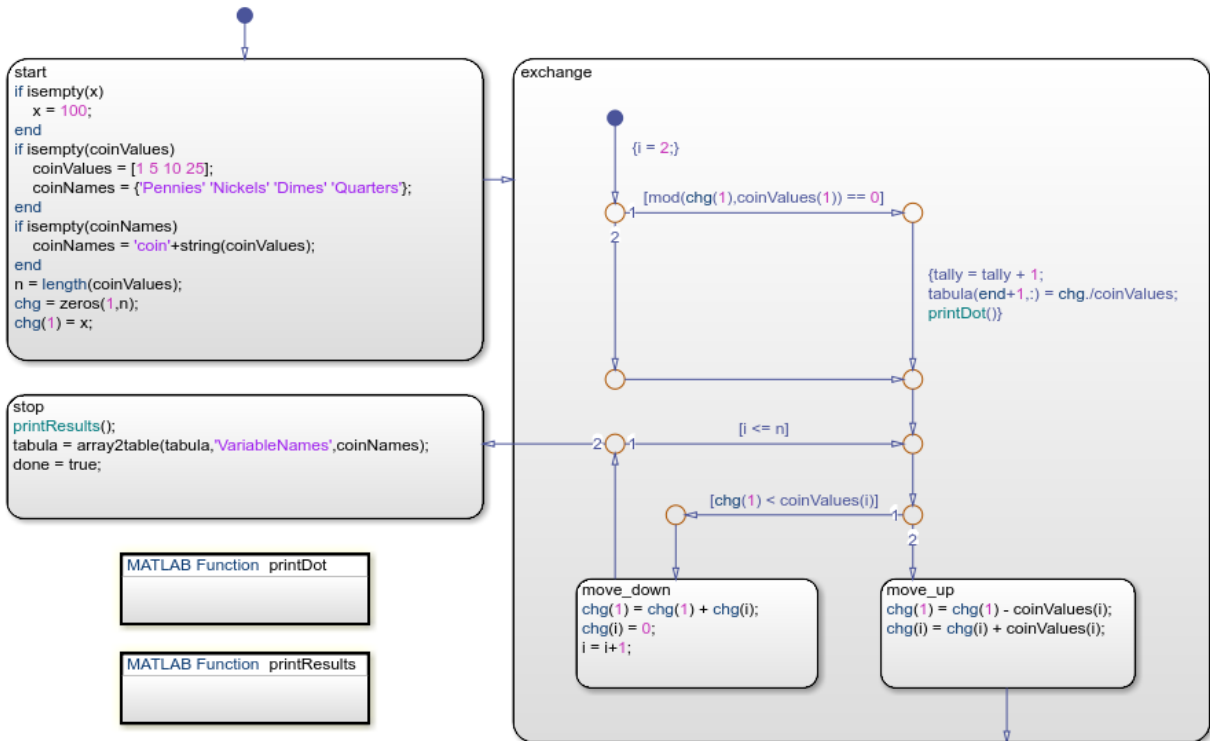 start
if isempty(x)
x = 100;
end
if isempty(coinValues)
coinValues = [1 5 10 25];
coinNames = {'Pennies' 'Nickels' 'Dimes' 'Quarters'};
end
if isempty(coinNames)
coinNames = 'coin'+string(coinValues);
end
n = length(coinValues);
chg = zeros(1,n);
chg(1) = x;
exchange
{i = 2;}
1
[mod(chg(1),coinValues(1)) == 0]
2
{tally = tally + 1;
tabula(end+1,:) = chg./coinValues;
printDot()}
stop
printResults();
tabula = array2table(tabula,'VariableNames',coinNames);
done = true;
2
1
[i <= n]
[chg(1) < coinValues(i)]
1
2
move_down
chg(1) = chg(1) + chg(i);
chg(i) = 0;
i = i+1;
move_up
chg(1) = chg(1) - coinValues(i);
chg(i) = chg(i) + coinValues(i);
MATLAB Function printDot
MATLAB Function printResults